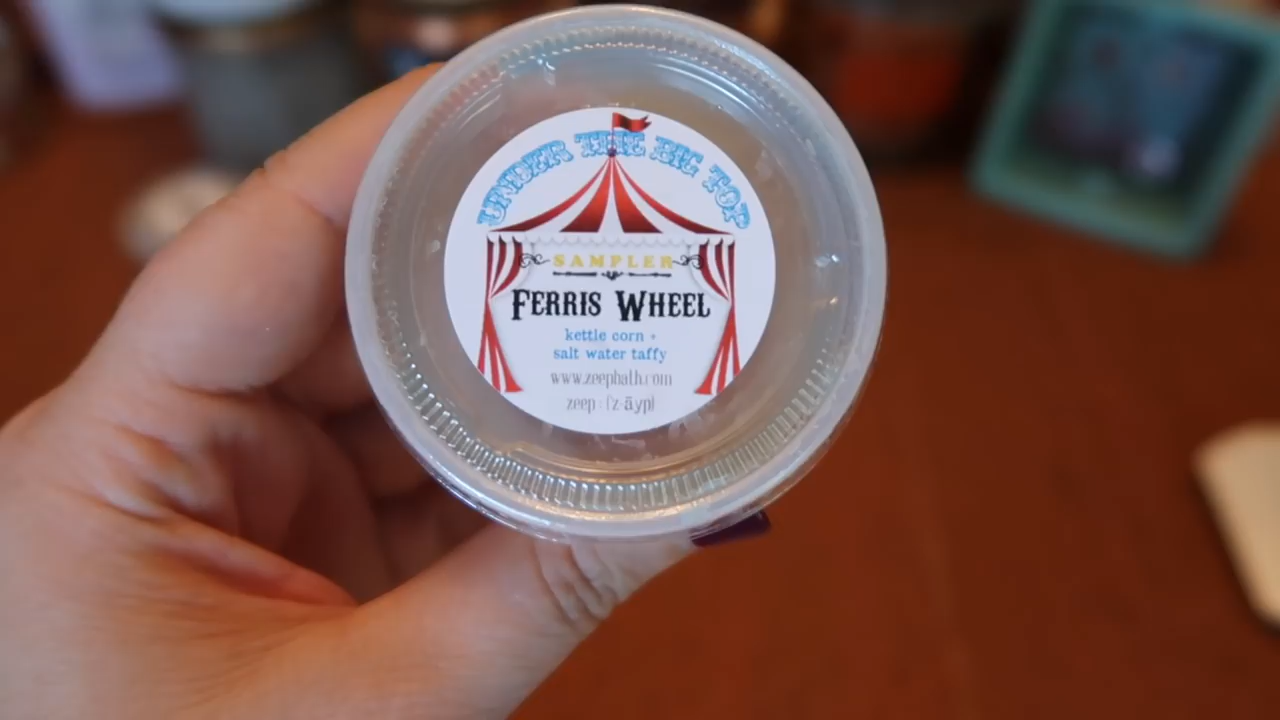 UNDER THE BIG TOP
SAMPLER
FERRIS WHEEL
kettle corn +
salt water taffy
www.zeepbath.com
zeep : [z-āyp]